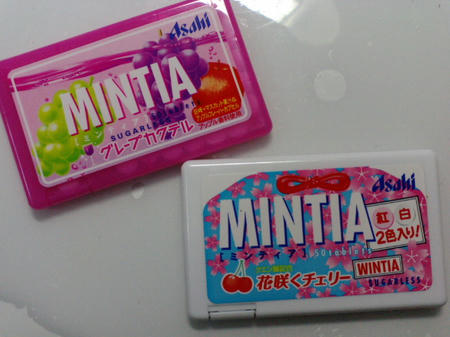 Asahi
MINTIA
SUGARLESS
グレープカクテル
Asahi
MINTIA
紅白
2色入り!
[ミンティア] 50tablets
花咲くチェリー
WINTIA
SUGARLESS